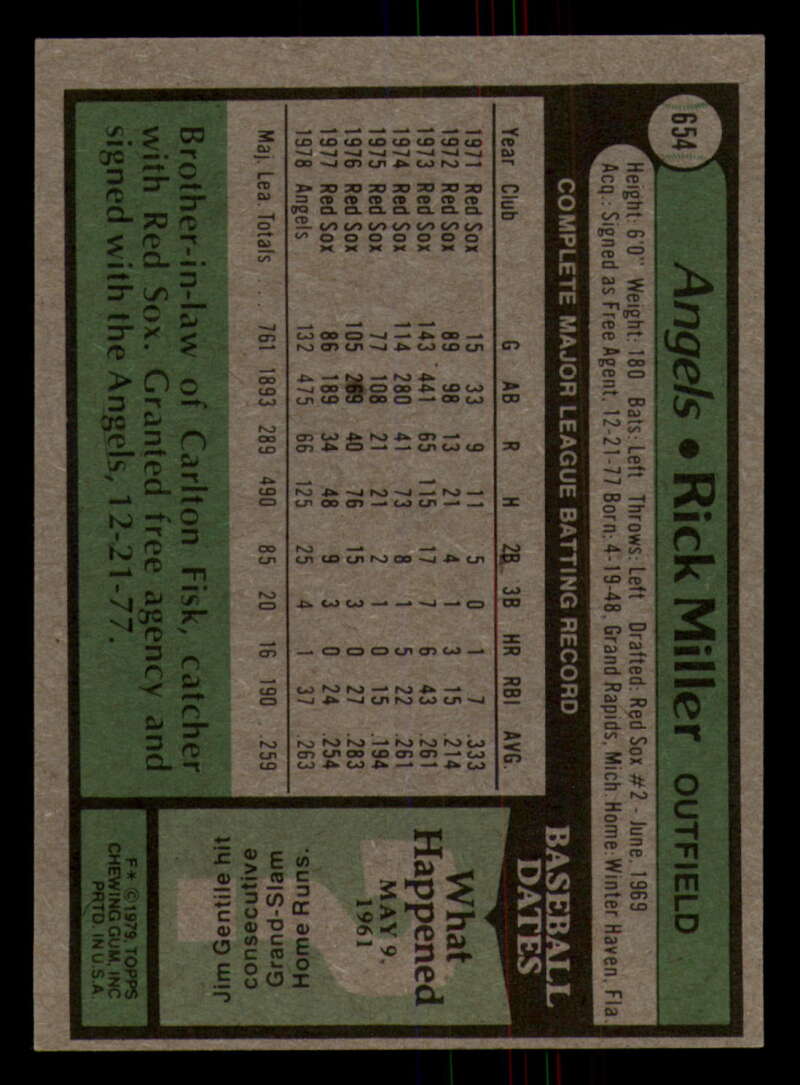 654
Angels • Rick Miller OUTFIELD
Height: 6'0" Weight: 180 Bats: Left Throws: Left Drafted: Red Sox #2 - June, 1969
Acq.: Signed as Free Agent, 12-21-77 Born: 4-19-48, Grand Rapids, Mich. Home: Winter Haven, Fla.
COMPLETE MAJOR LEAGUE BATTING RECORD
Year Club G AB R H 2B 3B HR RBI AVG.
1971 Red Sox 15 33 9 11 5 0 1 7 .333
1972 Red Sox 89 98 13 21 4 1 3 15 .214
1973 Red Sox 143 441 65 115 17 7 6 43 .261
1974 Red Sox 114 280 41 73 8 1 5 22 .261
1975 Red Sox 77 108 21 21 2 1 0 15 .194
1976 Red Sox 105 269 40 76 15 3 0 27 .283
1977 Red Sox 86 189 34 48 9 3 0 24 .254
1978 Angels 132 475 66 125 25 4 1 37 .263
Maj. Lea. Totals . . . 761 1893 289 490 85 20 16 190 .259
Brother-in-law of Carlton Fisk, catcher
with Red Sox. Granted free agency and
signed with the Angels, 12-21-77.
BASEBALL
DATES
What
Happened
MAY 9,
1961
Jim Gentile hit
consecutive
Grand-Slam
Home Runs.
F* © 1979 TOPPS
CHEWING GUM, INC
PRTD. IN U.S.A.